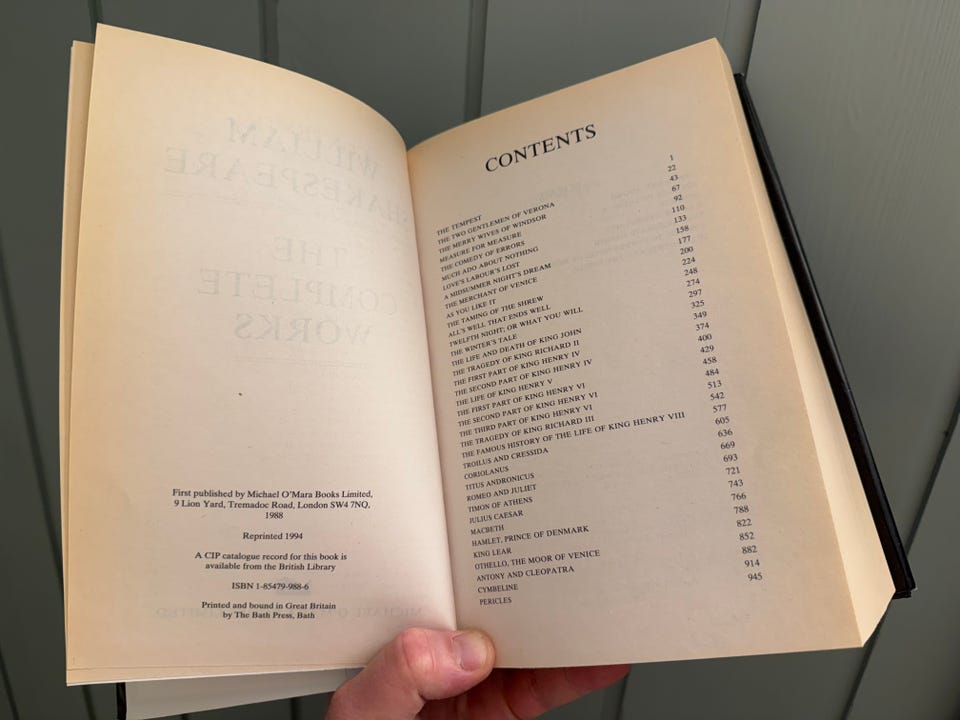 WILLIAM
SHAKESPEARE
THE
COMPLETE
WORKS
First published by Michael O'Mara Books Limited,
9 Lion Yard, Tremadoc Road, London SW4 7NQ,
1988
Reprinted 1994
A CIP catalogue record for this book is
available from the British Library
ISBN 1-85479-988-6
Printed and bound in Great Britain
by The Bath Press, Bath
CONTENTS
THE TEMPEST 1
THE TWO GENTLEMEN OF VERONA 22
THE MERRY WIVES OF WINDSOR 43
MEASURE FOR MEASURE 67
THE COMEDY OF ERRORS 92
MUCH ADO ABOUT NOTHING 110
LOVE'S LABOUR'S LOST 133
A MIDSUMMER NIGHT'S DREAM 158
THE MERCHANT OF VENICE 177
AS YOU LIKE IT 200
THE TAMING OF THE SHREW 224
ALL'S WELL THAT ENDS WELL 248
TWELFTH NIGHT; OR WHAT YOU WILL 274
THE WINTER'S TALE 297
THE LIFE AND DEATH OF KING JOHN 325
THE TRAGEDY OF KING RICHARD II 349
THE FIRST PART OF KING HENRY IV 374
THE SECOND PART OF KING HENRY IV 400
THE LIFE OF KING HENRY V 429
THE FIRST PART OF KING HENRY VI 458
THE SECOND PART OF KING HENRY VI 484
THE THIRD PART OF KING HENRY VI 513
THE TRAGEDY OF KING RICHARD III 542
THE FAMOUS HISTORY OF THE LIFE OF KING HENRY VIII 577
TROILUS AND CRESSIDA 605
CORIOLANUS 636
TITUS ANDRONICUS 669
ROMEO AND JULIET 693
TIMON OF ATHENS 721
JULIUS CAESAR 743
MACBETH 766
HAMLET, PRINCE OF DENMARK 788
KING LEAR 822
OTHELLO, THE MOOR OF VENICE 852
ANTONY AND CLEOPATRA 882
CYMBELINE 914
PERICLES 945